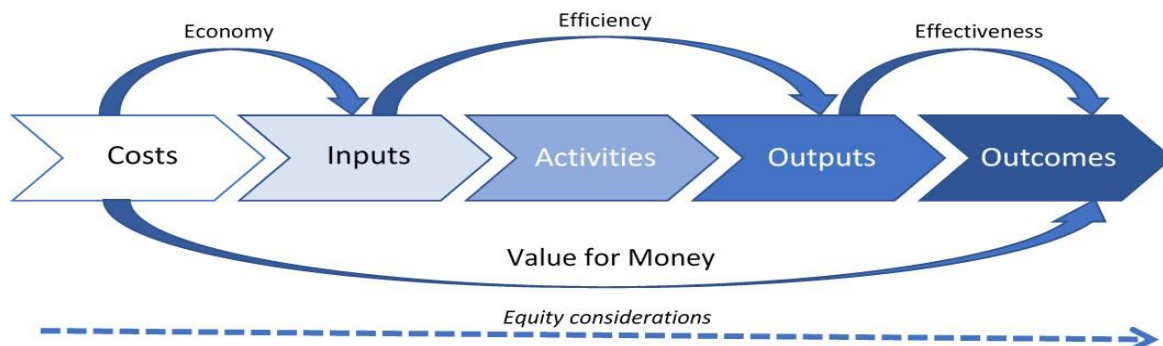 Economy
Efficiency
Effectiveness
Costs
Inputs
Activities
Outputs
Outcomes
Value for Money
Equity considerations